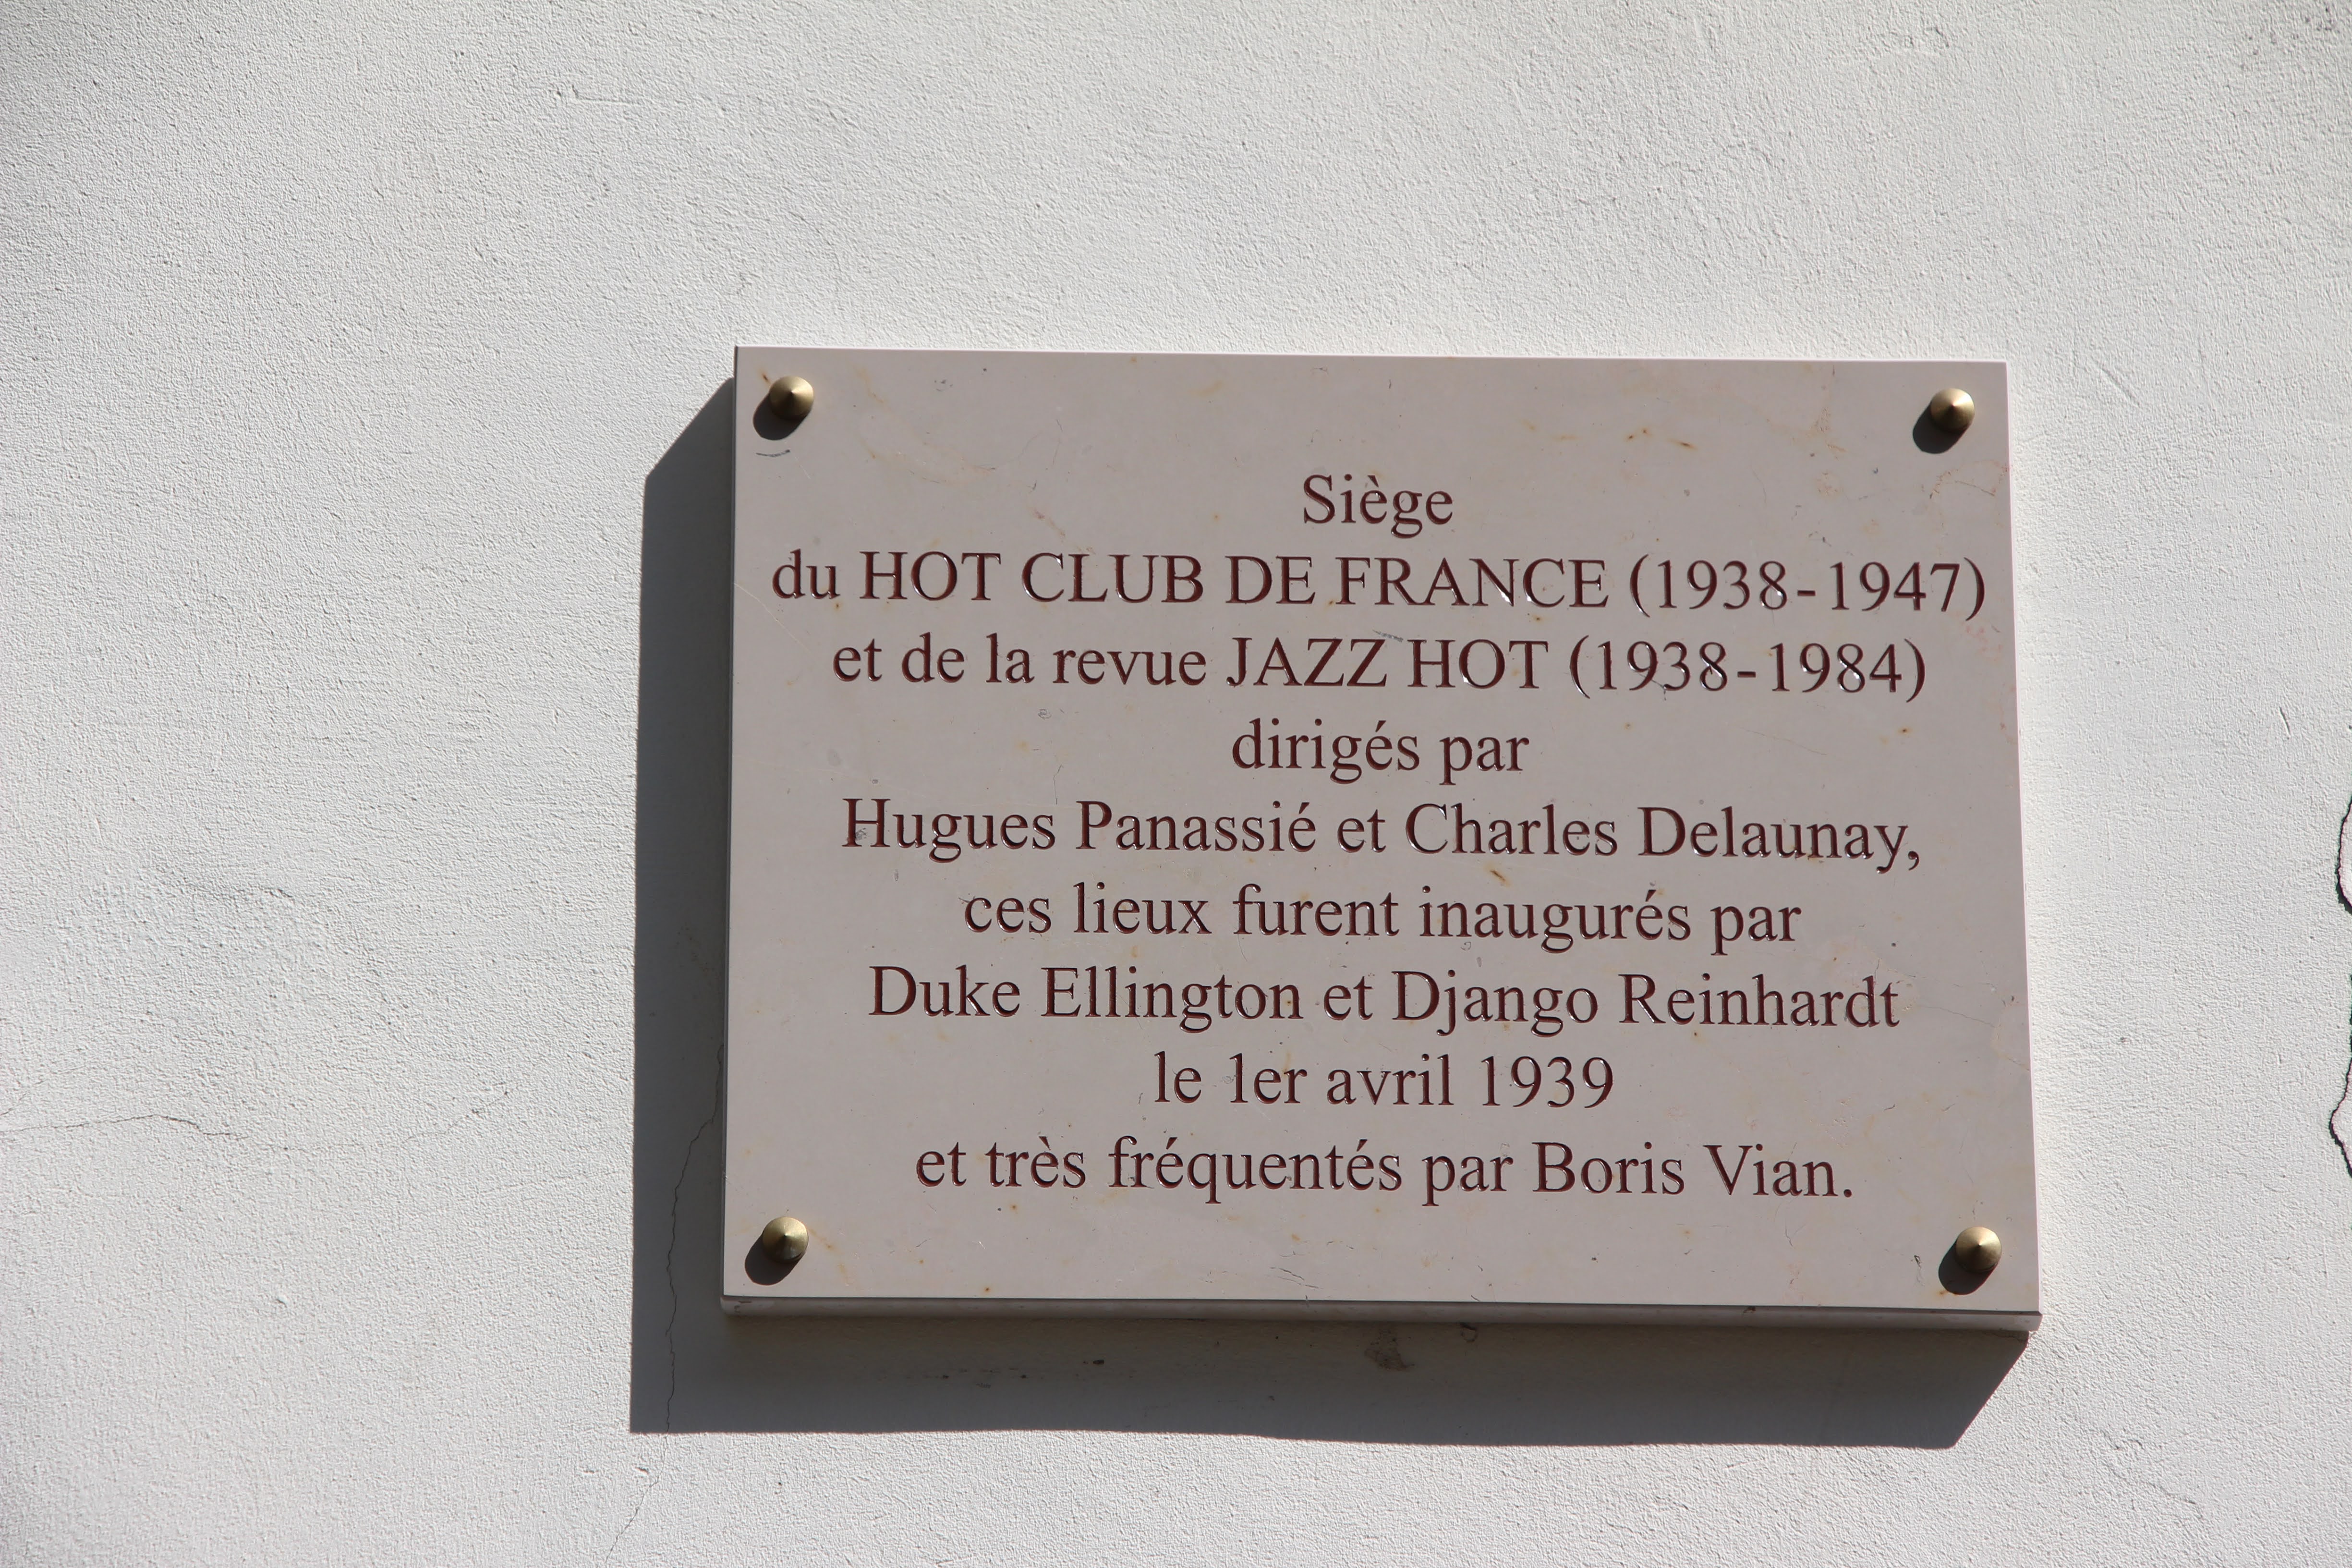 Siège
du HOT CLUB DE FRANCE (1938-1947)
et de la revue JAZZ HOT (1938-1984)
dirigés par
Hugues Panassié et Charles Delaunay,
ces lieux furent inaugurés par
Duke Ellington et Django Reinhardt
le 1er avril 1939
et très fréquentés par Boris Vian.